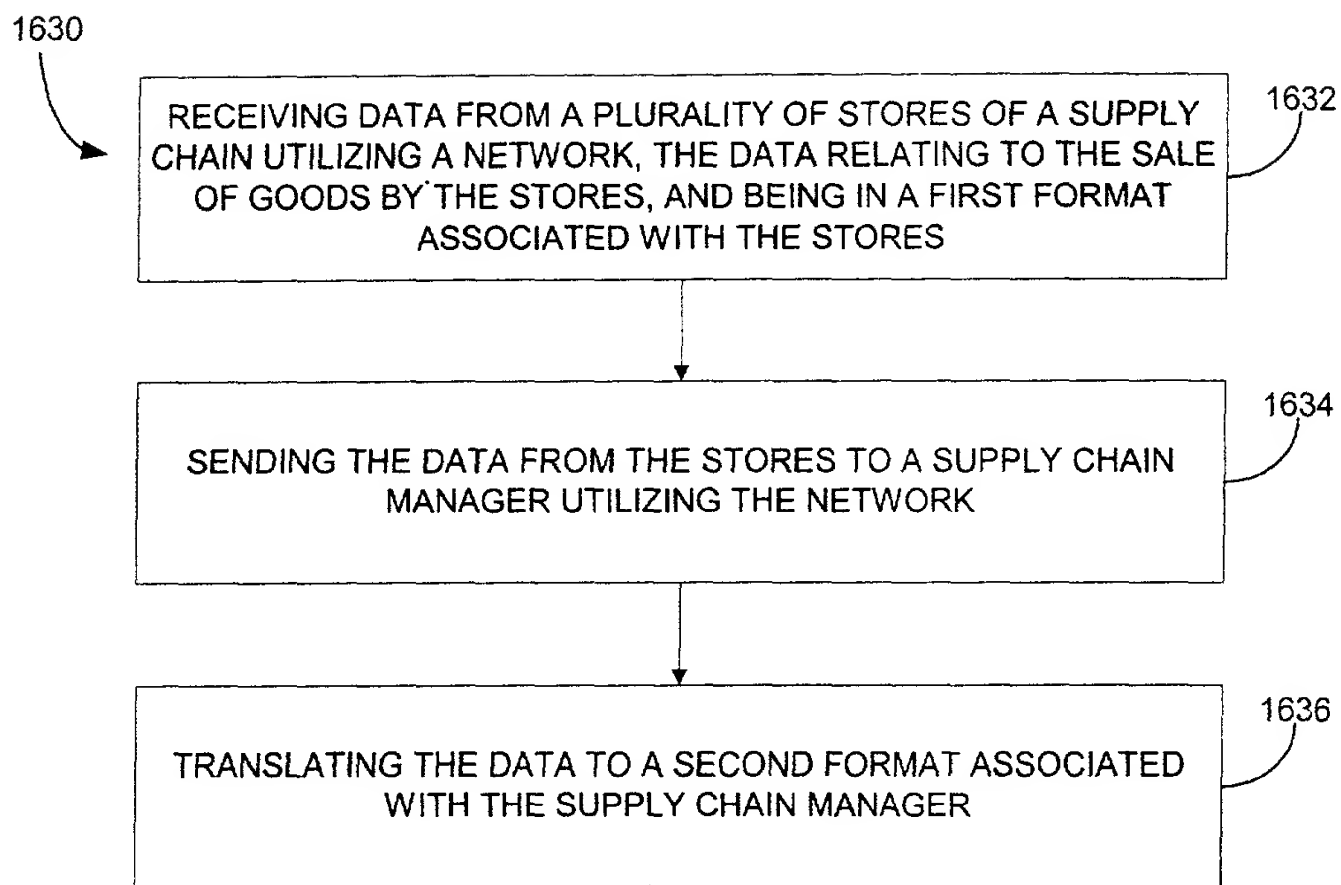 1630
1632
RECEIVING DATA FROM A PLURALITY OF STORES OF A SUPPLY
CHAIN UTILIZING A NETWORK, THE DATA RELATING TO THE SALE
OF GOODS BY THE STORES, AND BEING IN A FIRST FORMAT
ASSOCIATED WITH THE STORES
1634
SENDING THE DATA FROM THE STORES TO A SUPPLY CHAIN
MANAGER UTILIZING THE NETWORK
1636
TRANSLATING THE DATA TO A SECOND FORMAT ASSOCIATED
WITH THE SUPPLY CHAIN MANAGER